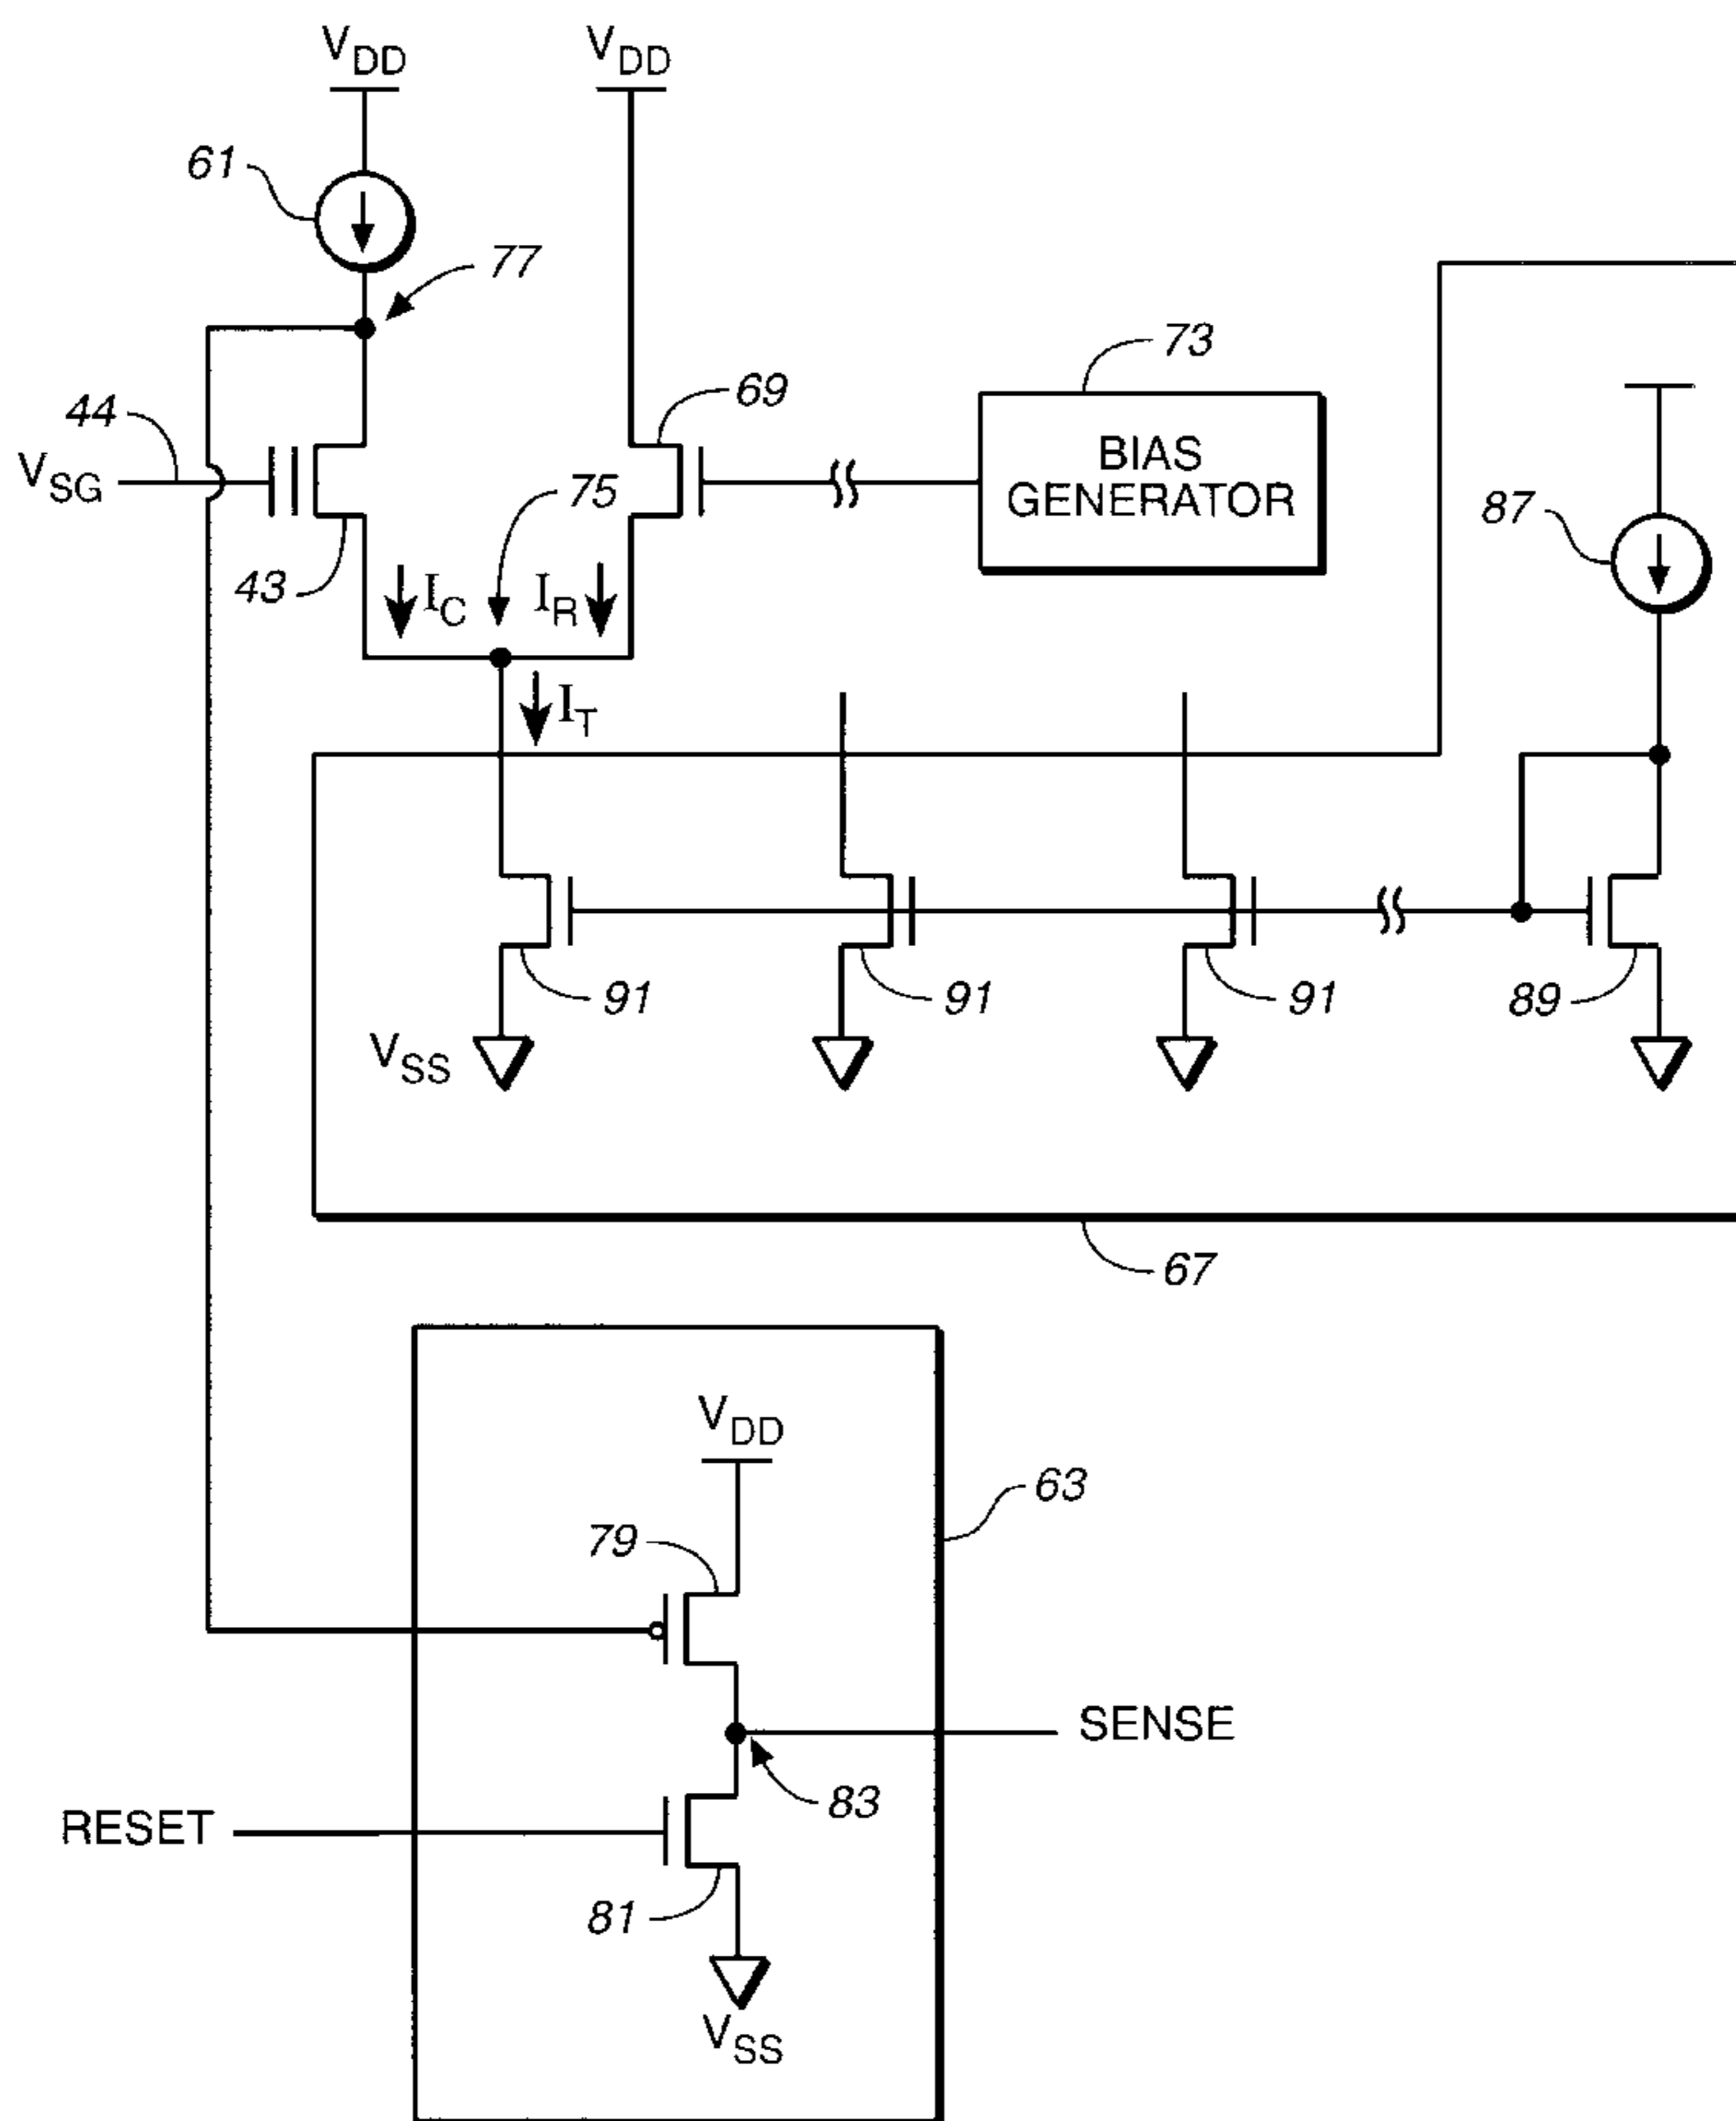 VDD VDD
61
77
73
69
44
BIAS
GENERATOR
VSG
75
87
43
IC IR
IT
91 91 91 89
VSS
67
VDD
63
79
SENSE
83
RESET
81
VSS